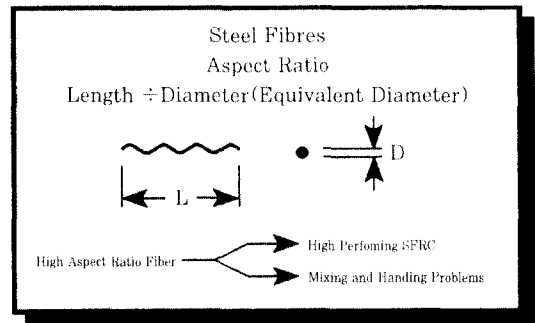 Steel Fibres
Aspect Ratio
Length ÷Diameter(Equivalent Diameter)
D
L
High Perfoming SFRC
High Aspect Ratio Fiber
Mixing and Handing Problems